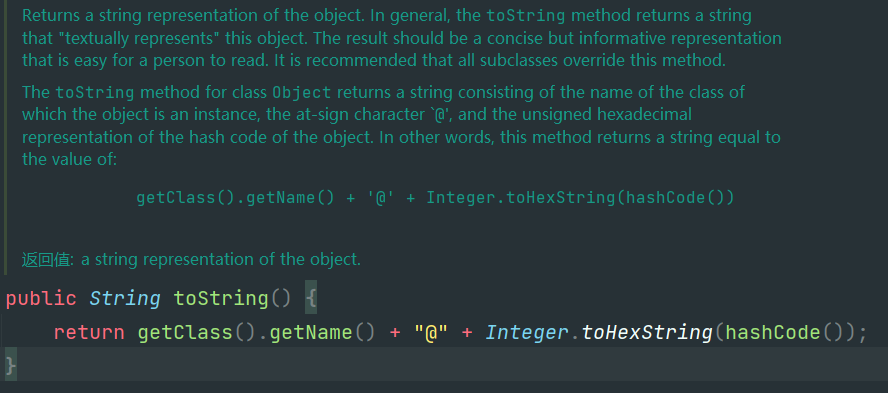 Returns a string representation of the object. In general, the toString method returns a string
that "textually represents" this object. The result should be a concise but informative representation
that is easy for a person to read. It is recommended that all subclasses override this method.
The toString method for class Object returns a string consisting of the name of the class of
which the object is an instance, the at-sign character `@', and the unsigned hexadecimal
representation of the hash code of the object. In other words, this method returns a string equal to
the value of:
getClass().getName() + '@' + Integer.toHexString(hashCode())
返回值: a string representation of the object.
public String toString() {
    return getClass().getName() + "@" + Integer.toHexString(hashCode());
}